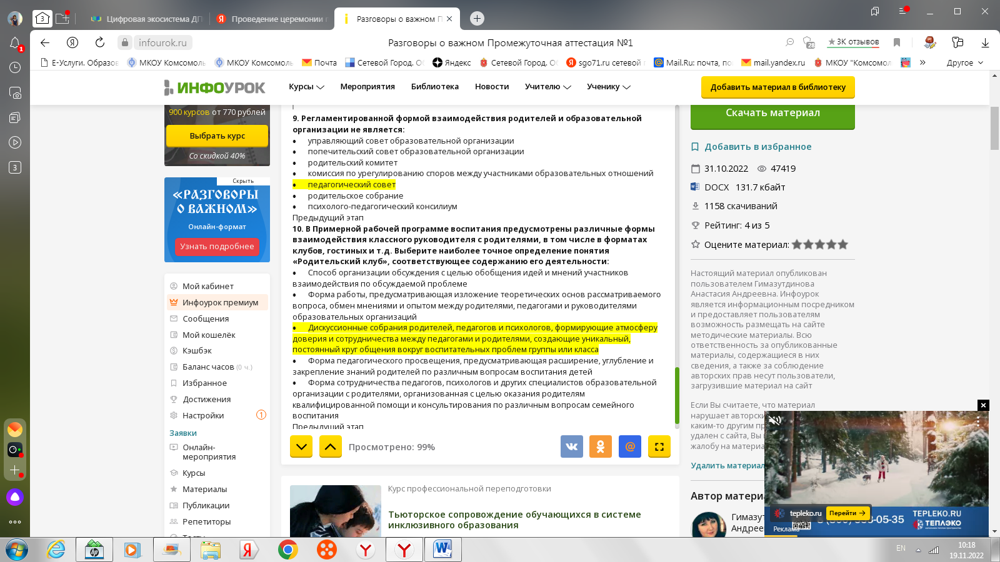 3
Цифровая экосистема ДП
Проведение церемонии п
Разговоры о важном П
infourok.ru
Разговоры о важном Промежуточная аттестация №1
28
3К отзывов
Е-Услуги. Образов
МКОУ Комсомоль
МКОУ Комсомоль
Почта
Сетевой Город. Об
Яндекс
Сетевой Город. Об
sgo71.ru сетевой г
Mail.Ru: почта, по
mail.yandex.ru
МКОУ "Комсомол
Другое
1
3
ИНФОУРОК
Курсы
Мероприятия
Библиотека
Новости
Учителю
Ученику
Добавить материал в библиотеку
900 курсов от 770 рублей
Выбрать курс
Со скидкой 40%
Скрыть
«РАЗГОВОРЫ
О ВАЖНОМ»
Онлайн-формат
Узнать подробнее
Мой кабинет
Инфоурок премиум
Сообщения
Мой кошелёк
Кэшбэк
Баланс часов (0 ч.)
Избранное
Достижения
Настройки
1
Заявки
Онлайн-
мероприятия
Курсы
Материалы
Публикации
Репетиторы
Тесты
9. Регламентированной формой взаимодействия родителей и образовательной
организации не является:
• управляющий совет образовательной организации
• попечительский совет образовательной организации
• родительский комитет
• комиссия по урегулированию споров между участниками образовательных отношений
• педагогический совет
• родительское собрание
• психолого-педагогический консилиум
Предыдущий этап
10. В Примерной рабочей программе воспитания предусмотрены различные формы
взаимодействия классного руководителя с родителями, в том числе в форматах
клубов, гостиных и т.д. Выберите наиболее точное определение понятия
«Родительский клуб», соответствующее содержанию его деятельности:
• Способ организации обсуждения с целью обобщения идей и мнений участников
взаимодействия по обсуждаемой проблеме
• Форма работы, предусматривающая изложение теоретических основ рассматриваемого
вопроса, обмен мнениями и опытом между родителями, педагогами и руководителями
образовательных организаций
• Дискуссионные собрания родителей, педагогов и психологов, формирующие атмосферу
доверия и сотрудничества между педагогами и родителями, создающие уникальный,
постоянный круг общения вокруг воспитательных проблем группы или класса
• Форма педагогического просвещения, предусматривающая расширение, углубление и
закрепление знаний родителей по различным вопросам воспитания детей
• Форма сотрудничества педагогов, психологов и других специалистов образовательной
организации с родителями, организованная с целью оказания родителям
квалифицированной помощи и консультирования по различным вопросам семейного
воспитания
Предыдущий этап
Просмотрено: 99%
Курс профессиональной переподготовки
Тьюторское сопровождение обучающихся в системе
инклюзивного образования
Скачать материал
Добавить в избранное
31.10.2022 47419
DOCX 131.7 кбайт
1158 скачиваний
Рейтинг: 4 из 5
Оцените материал:
Настоящий материал опубликован
пользователем Гимазутдинова
Анастасия Андреевна. Инфоурок
является информационным посредником
и предоставляет пользователям
возможность размещать на сайте
методические материалы. Всю
ответственность за опубликованные
материалы, содержащиеся в них
сведения, а также за соблюдение
авторских прав несут пользователи,
загрузившие материал на сайт
Если Вы считаете, что материал
нарушает авторски
каким-то другим пр
удален с сайта, Вы
жалобу на материа
Удалить материал
Автор материа
Гимазут
Андрее
tepleko.ru
Перейти →
Реклама
3-05-35
TEPLEKO.RU
ТЕПЛЭКО
EN
10:18
19.11.2022